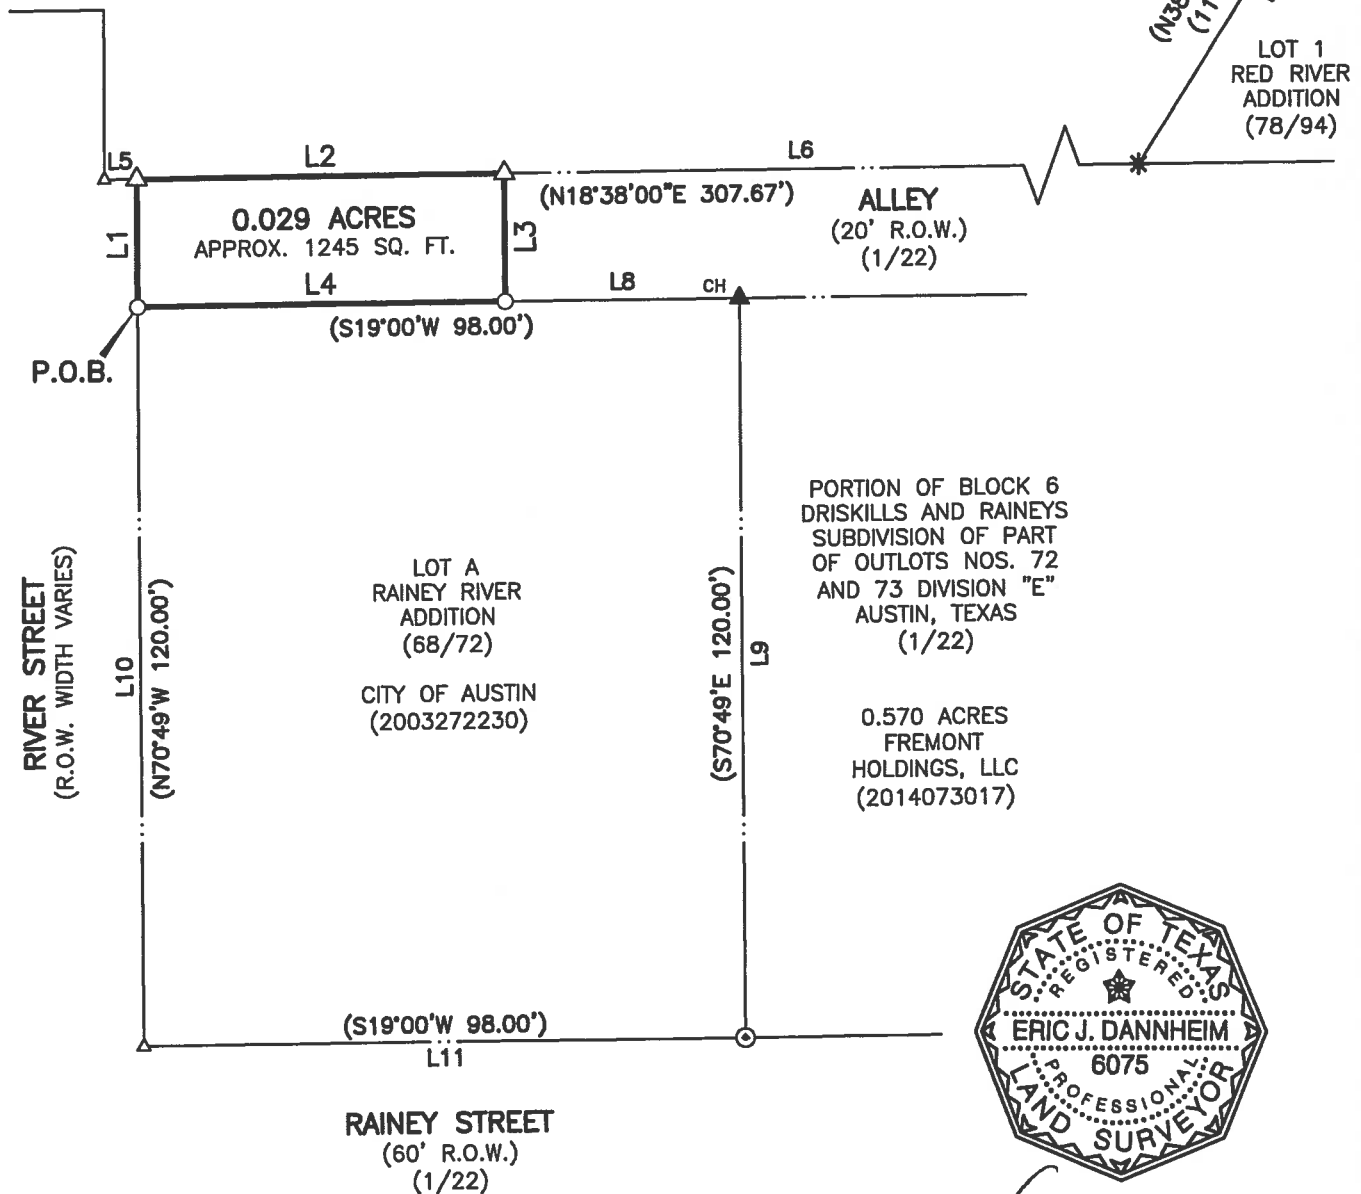 (N38
(11
LOT 1
RED RIVER
ADDITION
(78/94)
L5
L2
L6
(N18°38'00"E 307.67')
ALLEY
(20' R.O.W.)
(1/22)
0.029 ACRES
APPROX. 1245 SQ. FT.
L1
L3
L4
L8
CH
(S19°00'W 98.00')
P.O.B.
PORTION OF BLOCK 6
DRISKILLS AND RAINEYS
SUBDIVISION OF PART
OF OUTLOTS NOS. 72
AND 73 DIVISION "E"
AUSTIN, TEXAS
(1/22)
LOT A
RAINEY RIVER
ADDITION
(68/72)
CITY OF AUSTIN
(2003272230)
RIVER STREET
(R.O.W. WIDTH VARIES)
L10
(N70°49'W 120.00')
(S70°49'E 120.00')
L9
0.570 ACRES
FREMONT
HOLDINGS, LLC
(2014073017)
(S19°00'W 98.00')
L11
RAINEY STREET
(60' R.O.W.)
(1/22)
STATE OF TEXAS
REGISTERED
ERIC J. DANNHEIM
6075
PROFESSIONAL
LAND SURVEYOR